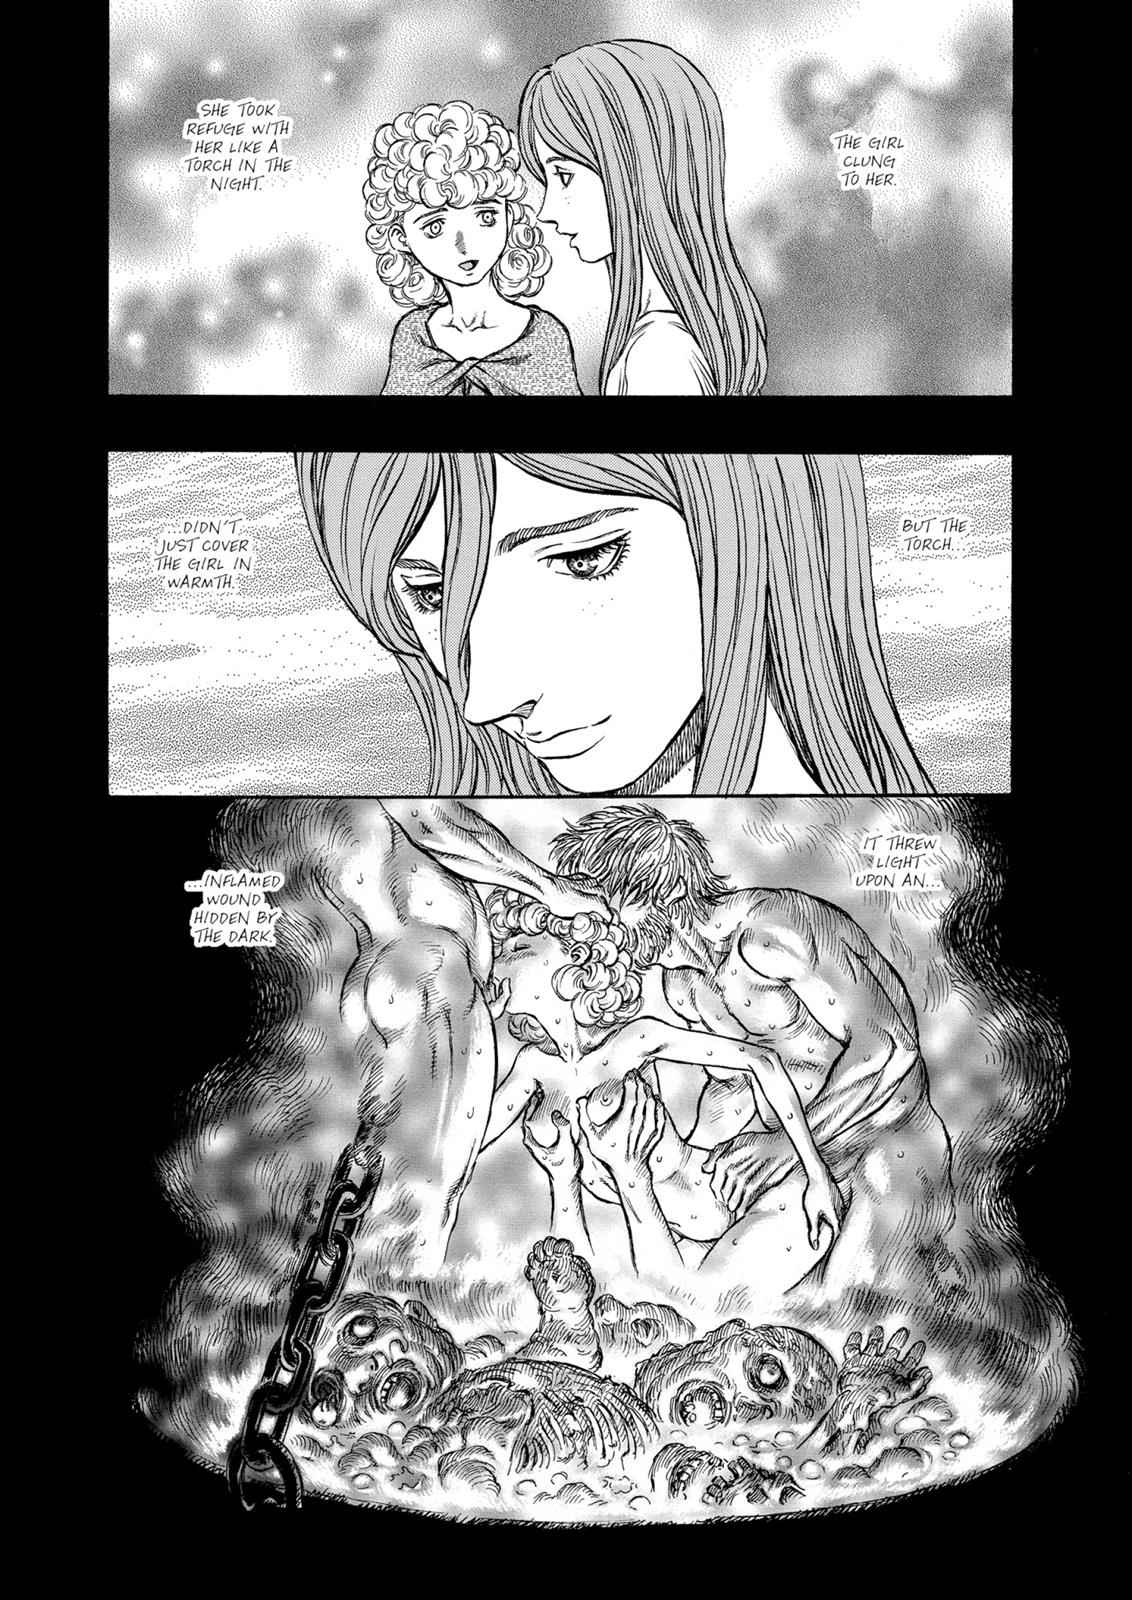 THE GIRL
CLUNG
TO HER.
SHE TOOK
REFUGE WITH
HER LIKE A
TORCH IN THE
NIGHT.
BUT THE
TORCH...
...DIDN'T
JUST COVER
THE GIRL IN
WARMTH.
IT THREW
LIGHT
UPON AN...
...INFLAMED
WOUND
HIDDEN BY
THE DARK.